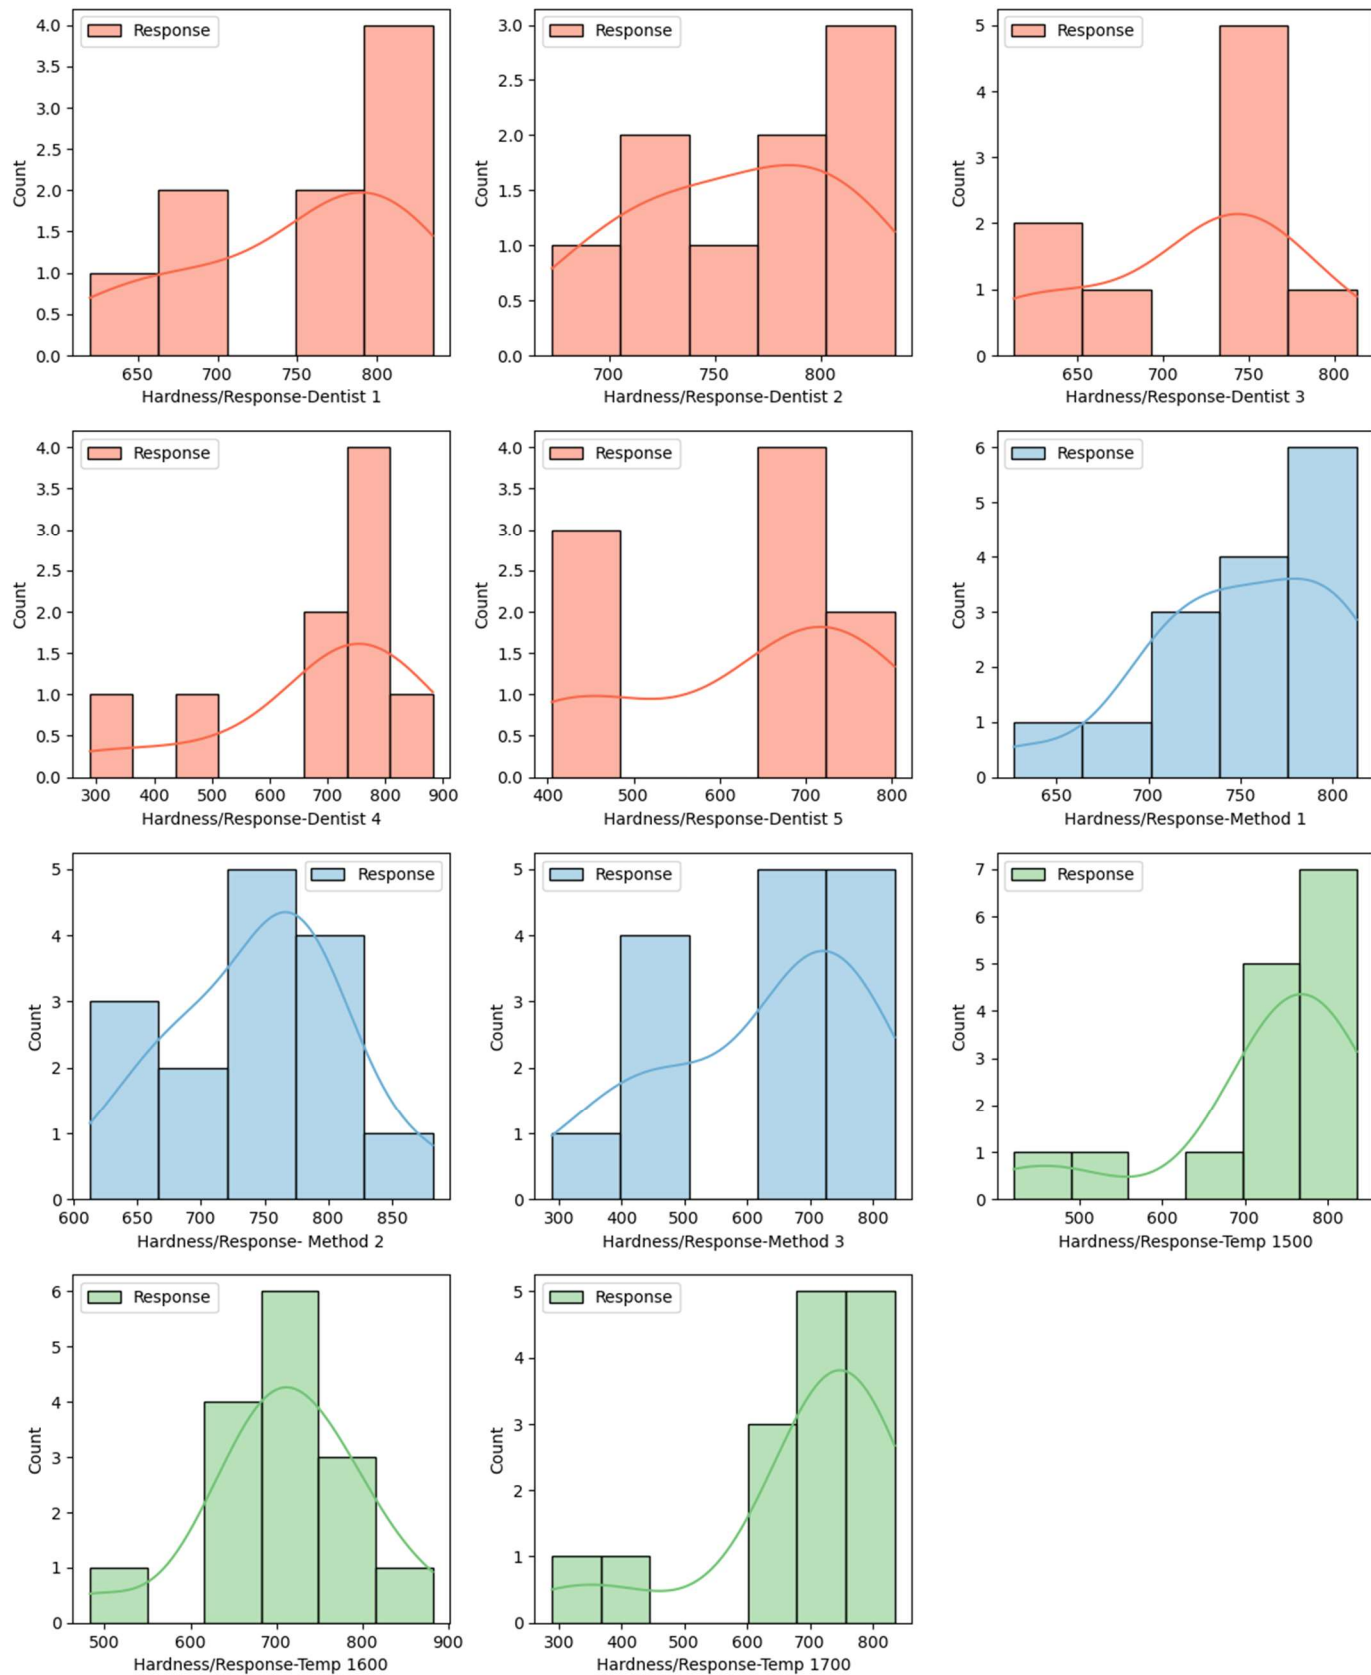 Response
Count
4.0
3.5
3.0
2.5
2.0
1.5
1.0
0.5
0.0
650 700 750 800
Hardness/Response-Dentist 1
Response
Count
3.0
2.5
2.0
1.5
1.0
0.5
0.0
700 750 800
Hardness/Response-Dentist 2
Response
Count
5
4
3
2
1
0
650 700 750 800
Hardness/Response-Dentist 3
Response
Count
4.0
3.5
3.0
2.5
2.0
1.5
1.0
0.5
0.0
300 400 500 600 700 800 900
Hardness/Response-Dentist 4
Response
Count
4.0
3.5
3.0
2.5
2.0
1.5
1.0
0.5
0.0
400 500 600 700 800
Hardness/Response-Dentist 5
Response
Count
6
5
4
3
2
1
0
650 700 750 800
Hardness/Response-Method 1
Response
Count
5
4
3
2
1
0
600 650 700 750 800 850
Hardness/Response- Method 2
Response
Count
5
4
3
2
1
0
300 400 500 600 700 800
Hardness/Response-Method 3
Response
Count
7
6
5
4
3
2
1
0
500 600 700 800
Hardness/Response-Temp 1500
Response
Count
6
5
4
3
2
1
0
500 600 700 800 900
Hardness/Response-Temp 1600
Response
Count
5
4
3
2
1
0
300 400 500 600 700 800
Hardness/Response-Temp 1700